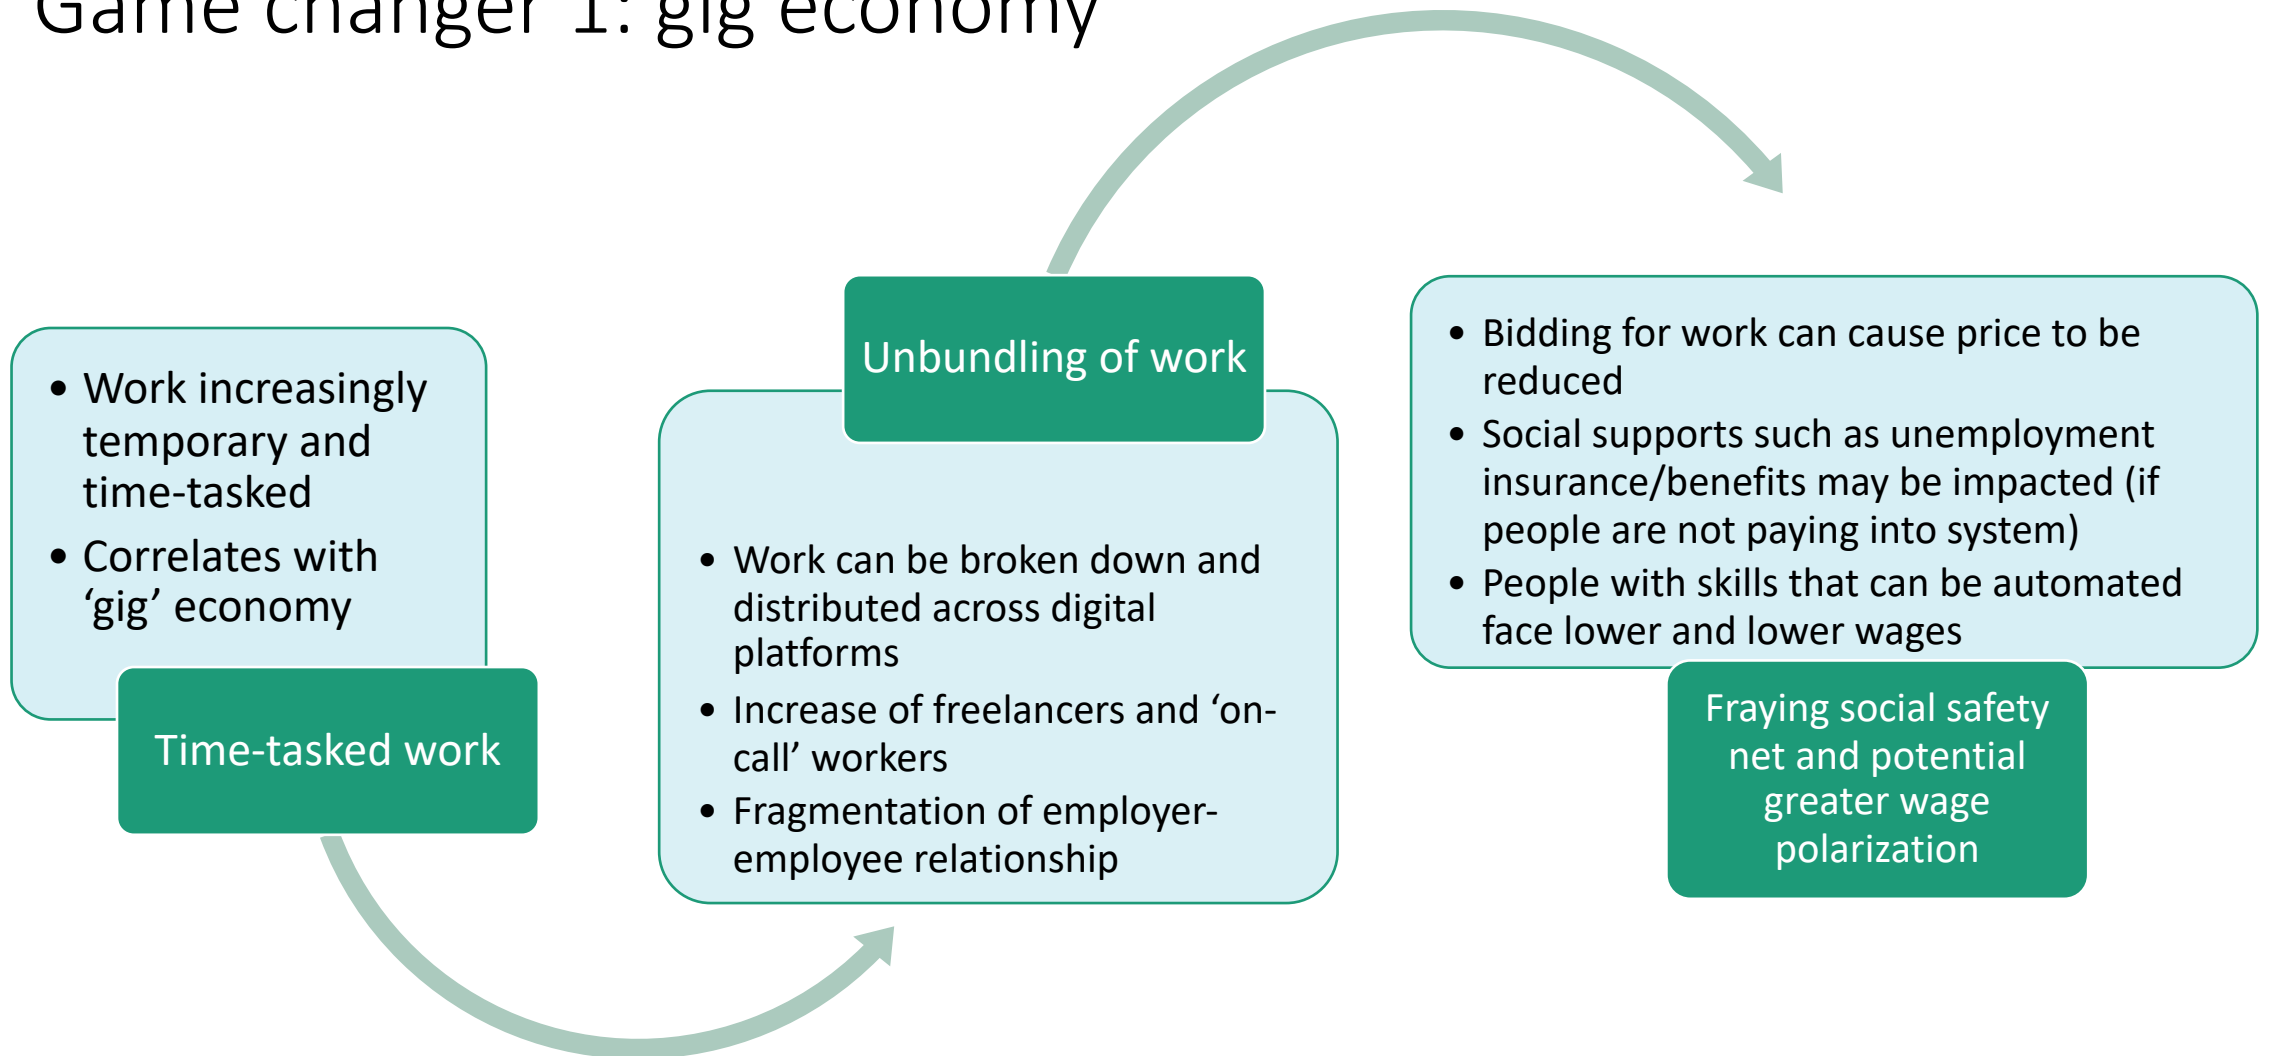 Game changer 1: gig economy
• Work increasingly
temporary and
time-tasked
• Correlates with
‘gig’ economy
Time-tasked work
Unbundling of work
• Work can be broken down and
distributed across digital
platforms
• Increase of freelancers and ‘on-
call’ workers
• Fragmentation of employer-
employee relationship
• Bidding for work can cause price to be
reduced
• Social supports such as unemployment
insurance/benefits may be impacted (if
people are not paying into system)
• People with skills that can be automated
face lower and lower wages
Fraying social safety
net and potential
greater wage
polarization